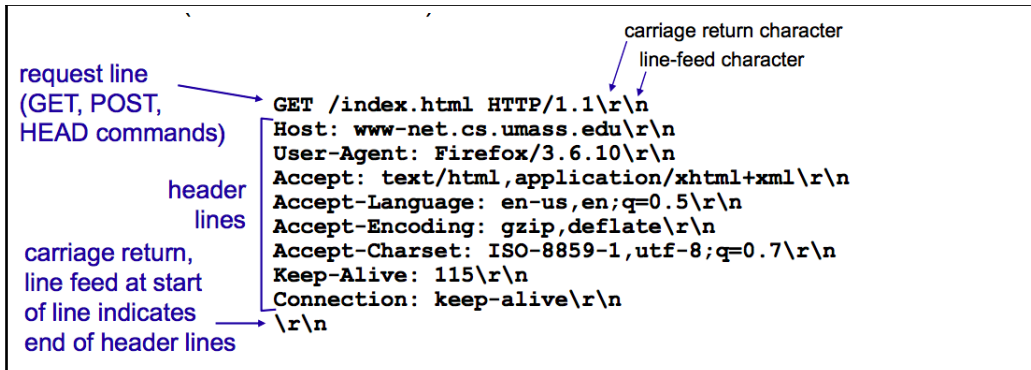 carriage return character
line-feed character
request line
(GET, POST,
HEAD commands)
GET /index.html HTTP/1.1\r\n
Host: www-net.cs.umass.edu\r\n
User-Agent: Firefox/3.6.10\r\n
Accept: text/html,application/xhtml+xml\r\n
Accept-Language: en-us,en;q=0.5\r\n
Accept-Encoding: gzip,deflate\r\n
Accept-Charset: ISO-8859-1,utf-8;q=0.7\r\n
Keep-Alive: 115\r\n
Connection: keep-alive\r\n
\r\n
header
lines
carriage return,
line feed at start
of line indicates
end of header lines